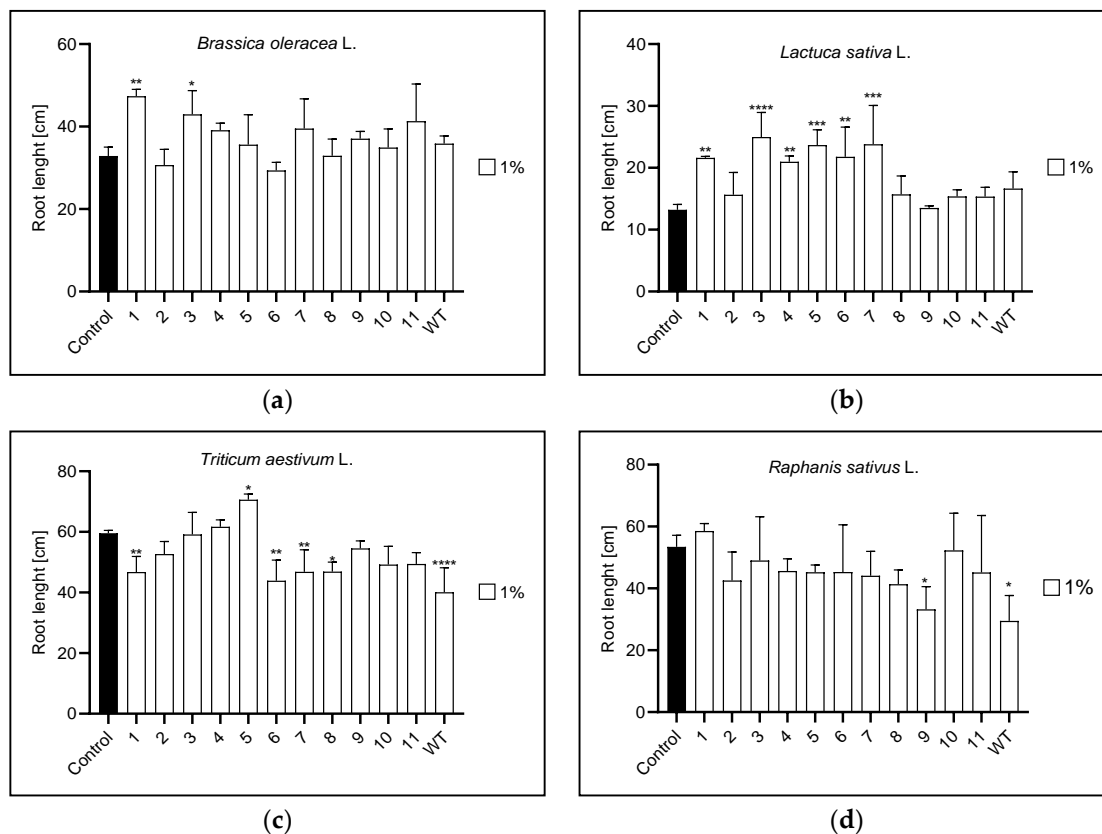 Brassica oleracea L.
Root lenght [cm]
60
40
20
0
** *
1%
Control 1 2 3 4 5 6 7 8 9 10 11 WT
(a)
Lactuca sativa L.
Root lenght [cm]
40
30
20
10
0
** **** ** *** ** ***
1%
Control 1 2 3 4 5 6 7 8 9 10 11 WT
(b)
Triticum aestivum L.
Root lenght [cm]
80
60
40
20
0
** * ** ** * ****
1%
Control 1 2 3 4 5 6 7 8 9 10 11 WT
(c)
Raphanis sativus L.
Root lenght [cm]
80
60
40
20
0
* *
1%
Control 1 2 3 4 5 6 7 8 9 10 11 WT
(d)